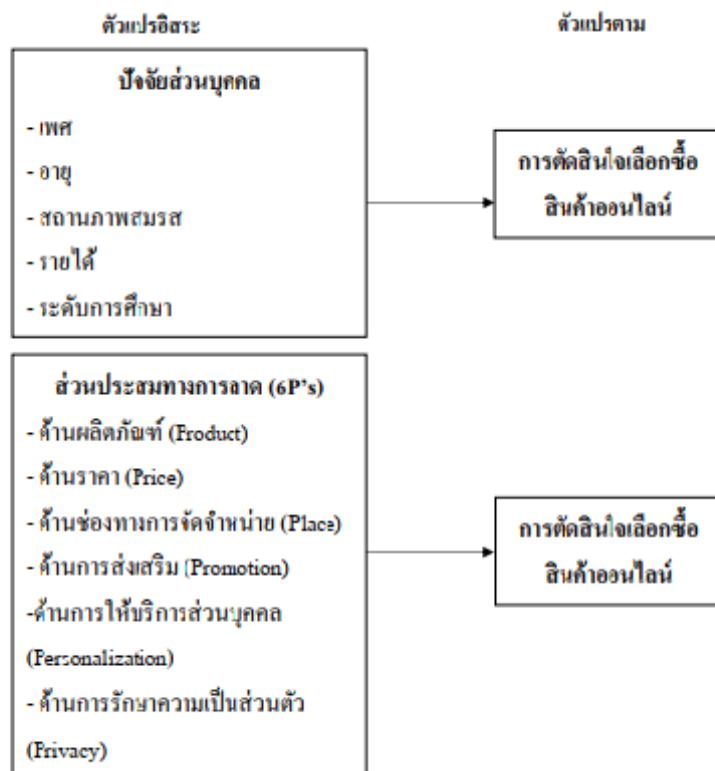 ตัวแปรอิสระ
ตัวแปรตาม
ปัจจัยส่วนบุคคล
- เพศ
- อายุ
- สถานภาพสมรส
- รายได้
- ระดับการศึกษา
การตัดสินใจเลือกซื้อ
สินค้าออนไลน์
ส่วนประสมทางการลาด (6P's)
- ด้านผลิตภัณฑ์ (Product)
- ด้านราคา (Price)
- ด้านช่องทางการจัดจำหน่าย (Place)
- ด้านการส่งเสริม (Promotion)
-ด้านการให้บริการส่วนบุคคล
(Personalization)
- ด้านการรักษาความเป็นส่วนตัว
(Privacy)
การตัดสินใจเลือกซื้อ
สินค้าออนไลน์